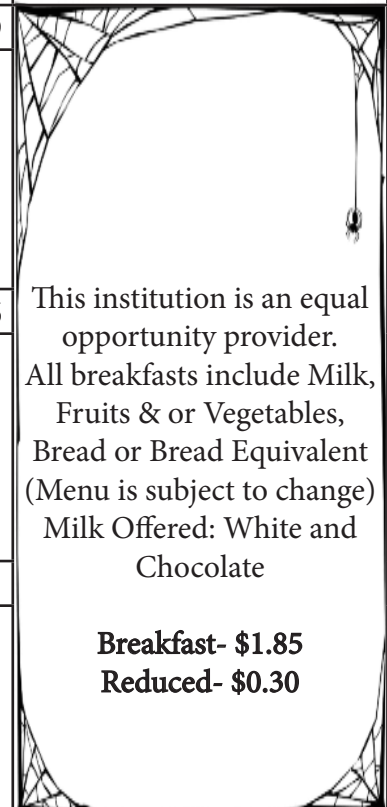 This institution is an equal
opportunity provider.
All breakfasts include Milk,
Fruits & or Vegetables,
Bread or Bread Equivalent
(Menu is subject to change)
Milk Offered: White and
Chocolate
Breakfast- $1.85
Reduced- $0.30